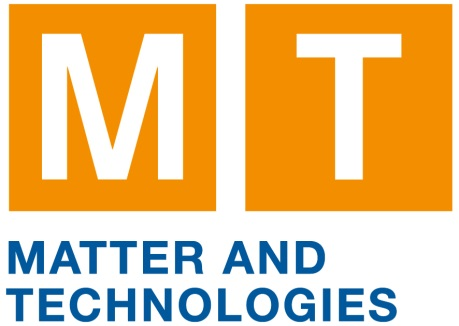 M T
MATTER AND
TECHNOLOGIES